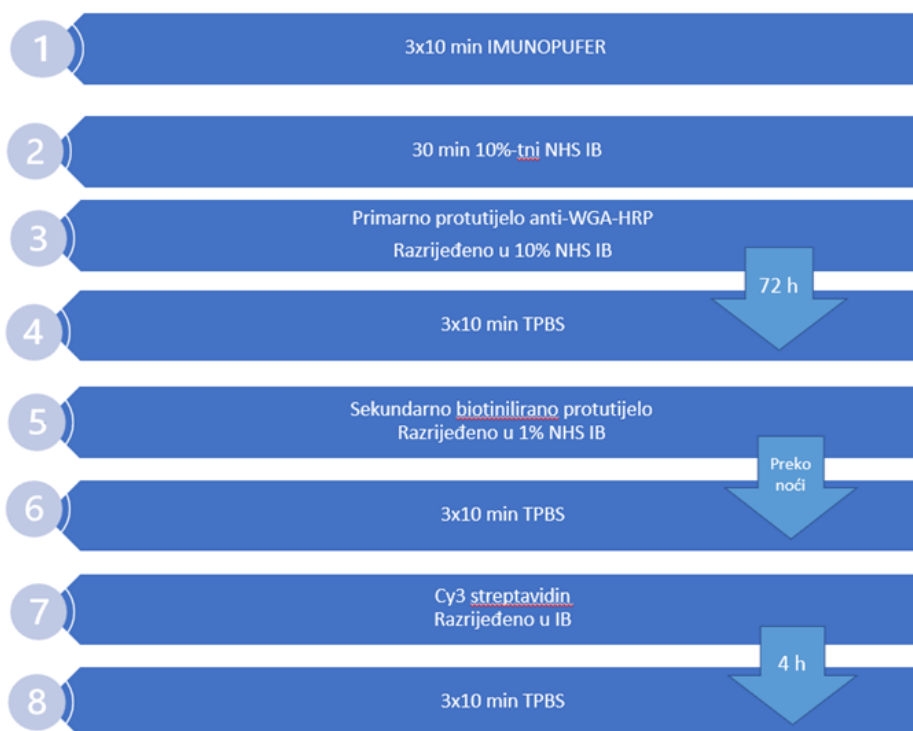 1
3x10 min IMUNOPUFER
2
30 min 10%-tni NHS IB
3
Primarno protutijelo anti-WGA-HRP
Razrijeđeno u 10% NHS IB
72 h
4
3x10 min TPBS
5
Sekundarno biotinilirano protutijelo
Razrijeđeno u 1% NHS IB
Preko
noći
6
3x10 min TPBS
7
Cy3 streptavidin
Razrijeđeno u IB
4 h
8
3x10 min TPBS